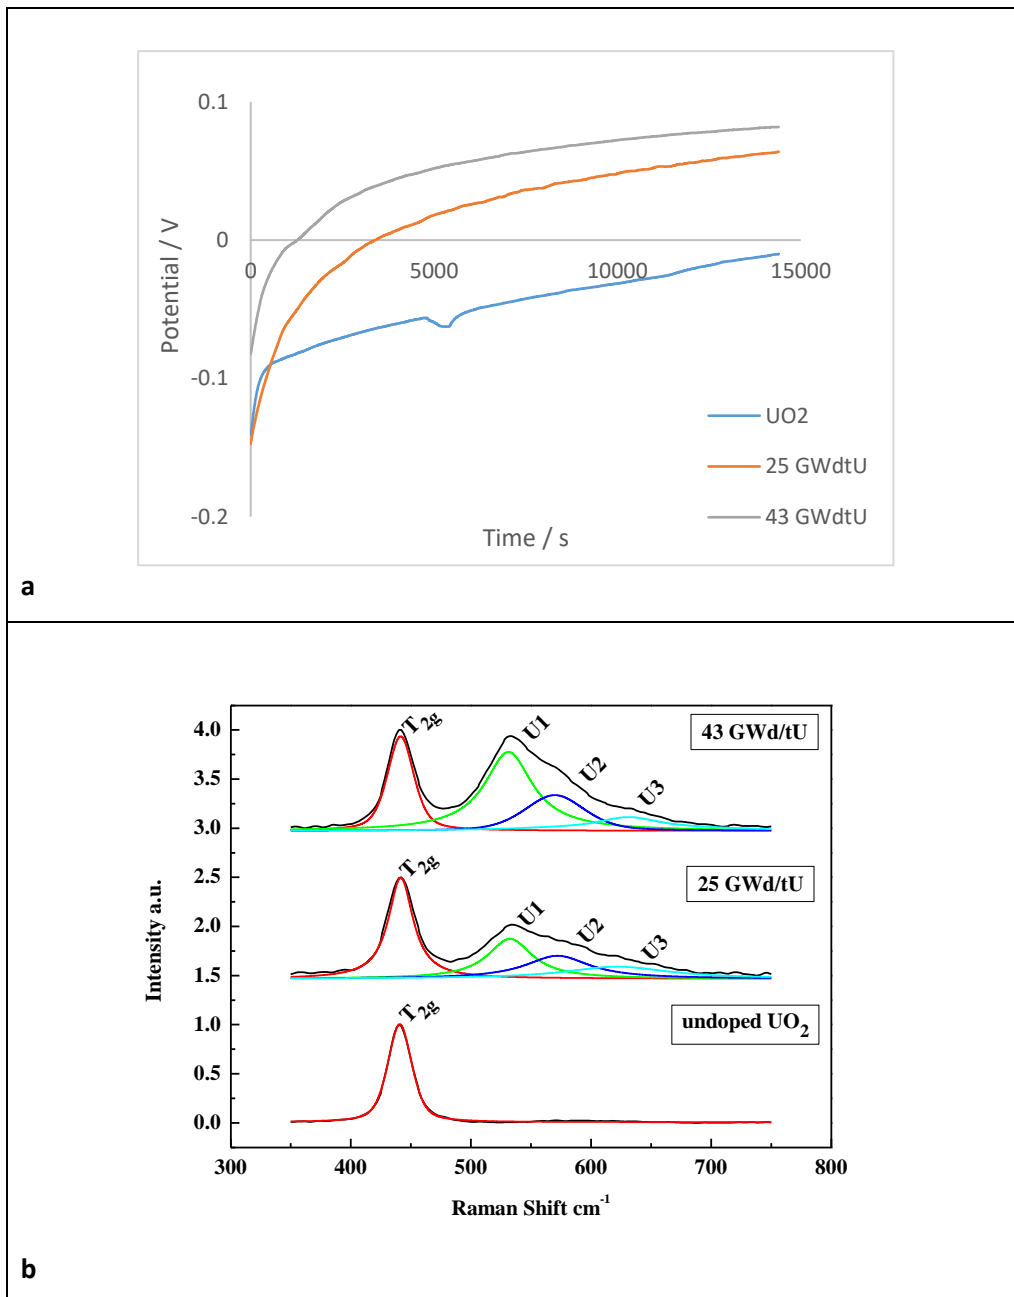 0.1
0
-0.1
-0.2
0
5000
10000
15000
Potential / V
Time / s
UO2
25 GWdtU
43 GWdtU
a
4.0
3.5
3.0
2.5
2.0
1.5
1.0
0.5
0.0
Intensity a.u.
T2g
U1
U2
U3
43 GWd/tU
T2g
U1
U2
U3
25 GWd/tU
T2g
undoped UO2
300
400
500
600
700
800
Raman Shift cm-1
b